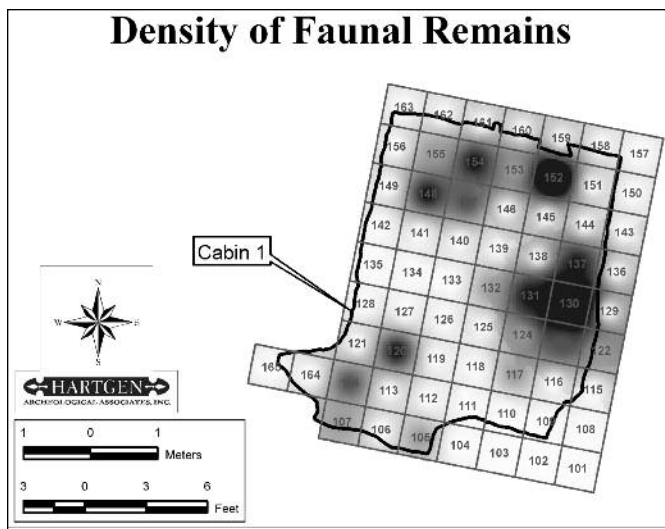 Density of Faunal Remains
163 162 161 160 159 158 157
156 155 154 153 152 151 150
149 148 146 145 144 143
142 141 140 139 138 137 136
135 134 133 132 131 130 129
128 127 126 125 124 122
121 120 119 118 117 116 115
165 164 113 112 111 110 109 108
107 106 105 104 103 102 101
Cabin 1
N
W E
S
HARTGEN
ARCHEOLOGICAL ASSOCIATES, INC.
1 0 1
Meters
3 0 3 6
Feet